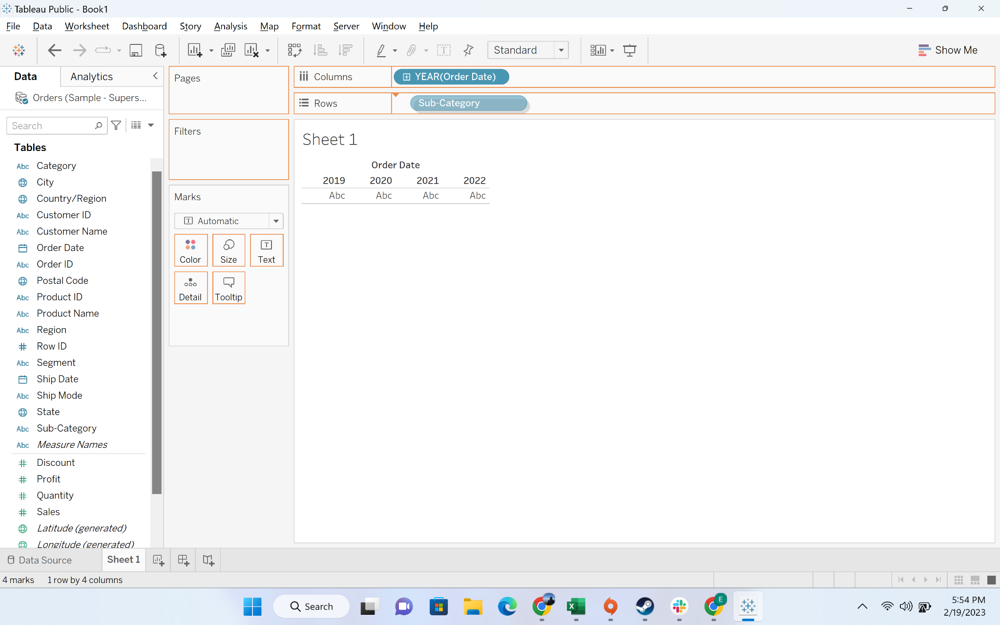 Tableau Public - Book1
File Data Worksheet Dashboard Story Analysis Map Format Server Window Help
Standard
Show Me
Data Analytics
Orders (Sample - Supers...
Search
Tables
Abc Category
City
Country/Region
Abc Customer ID
Abc Customer Name
Order Date
Abc Order ID
Postal Code
Abc Product ID
Abc Product Name
Abc Region
# Row ID
Abc Segment
Ship Date
Abc Ship Mode
State
Abc Sub-Category
Abc Measure Names
# Discount
# Profit
# Quantity
# Sales
Latitude (generated)
Longitude (generated)
Pages
Filters
Marks
T Automatic
Color Size T Text
Detail Tooltip
Columns YEAR(Order Date)
Rows Sub-Category
Sheet 1
Order Date
2019 2020 2021 2022
Abc Abc Abc Abc
Data Source Sheet 1
4 marks 1 row by 4 columns
Search
E
5:54 PM
2/19/2023